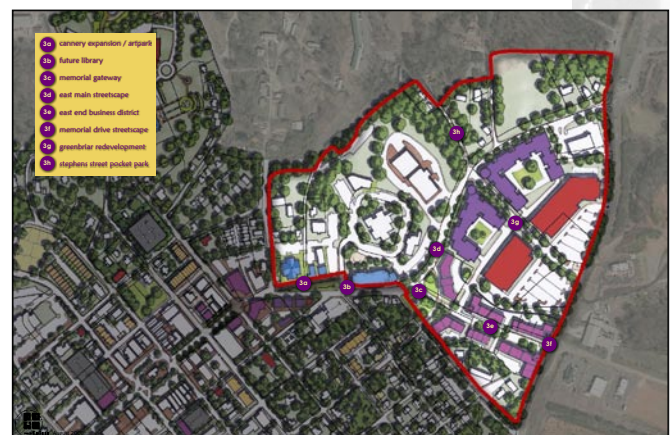 3a cannery expansion / artpark
3b future library
3c memorial gateway
3d east main streetscape
3e east end business district
3f memorial drive streetscape
3g greenbriar redevelopment
3h stephens street pocket park
3h
3g
3d
3a
3b
3c
3e
3f